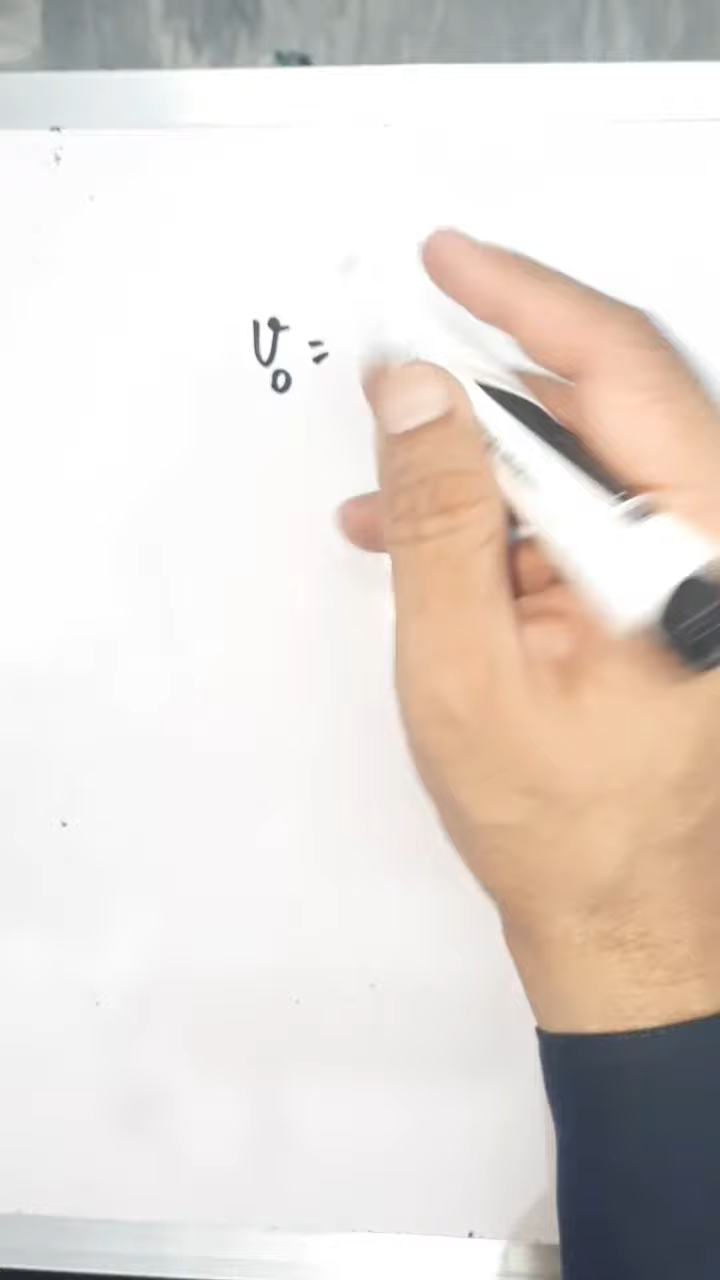 v₀ =